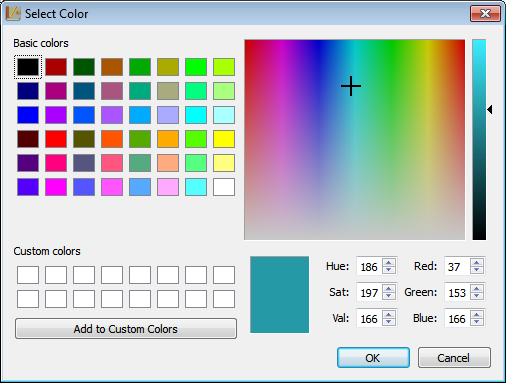 Select Color
Basic colors
Custom colors
Add to Custom Colors
Hue: 186 Red: 37
Sat: 197 Green: 153
Val: 166 Blue: 166
OK Cancel